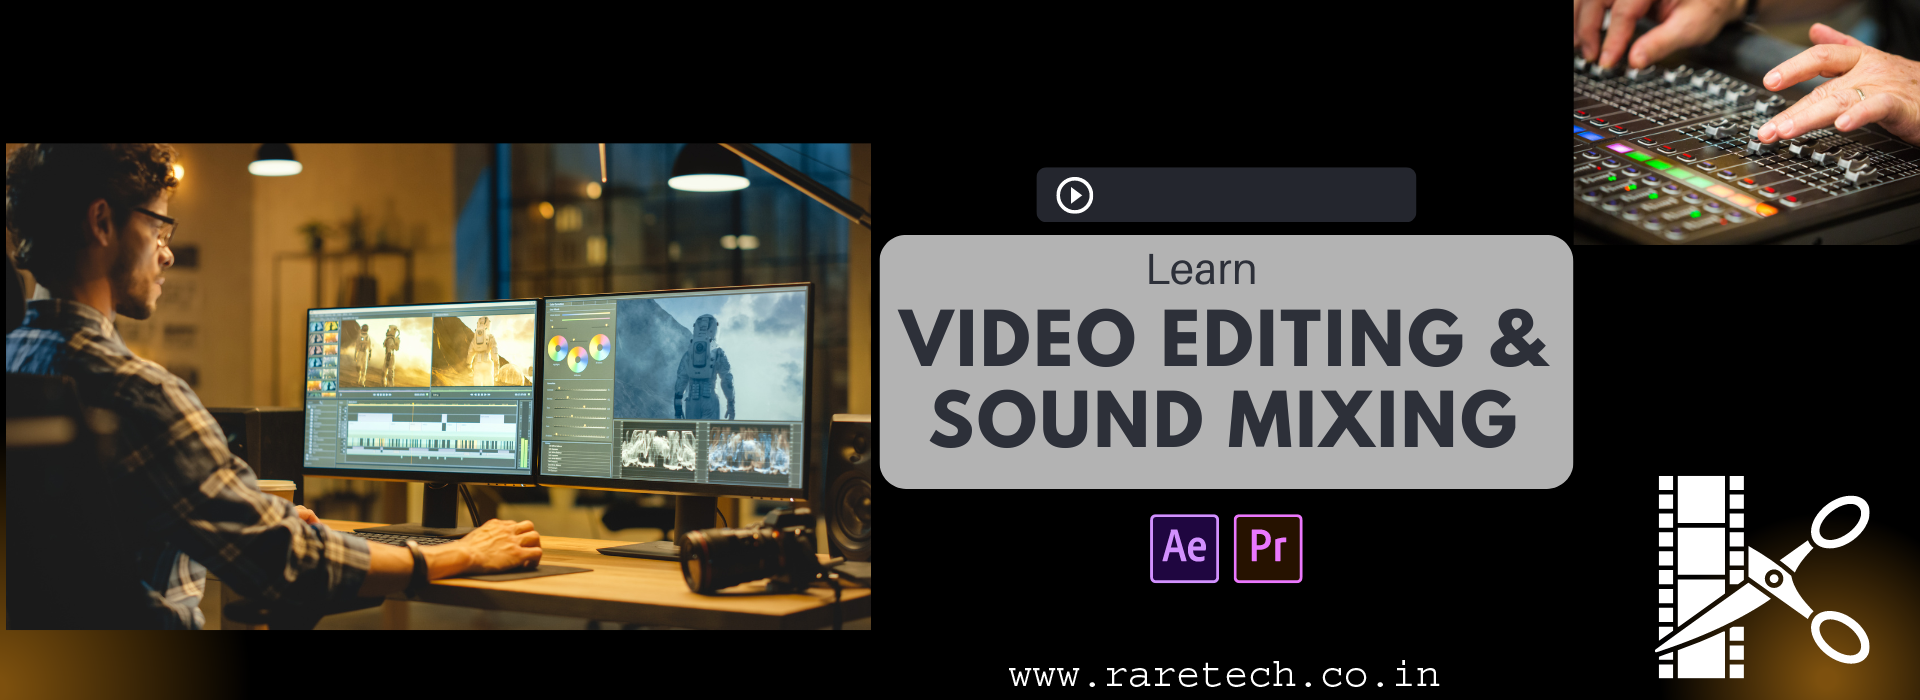 Learn
VIDEO EDITING &
SOUND MIXING
Ae Pr
www.raretech.co.in